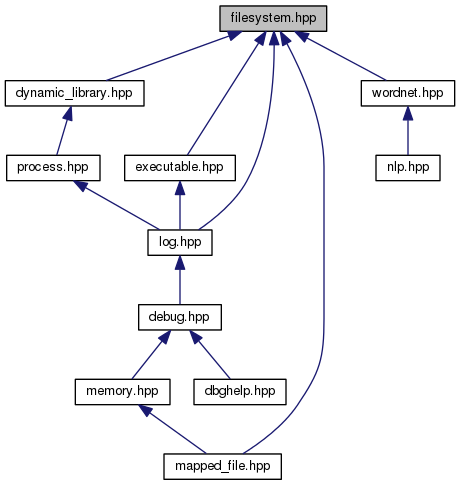 filesystem.hpp
dynamic_library.hpp
wordnet.hpp
process.hpp
executable.hpp
nlp.hpp
log.hpp
debug.hpp
memory.hpp
dbghelp.hpp
mapped_file.hpp